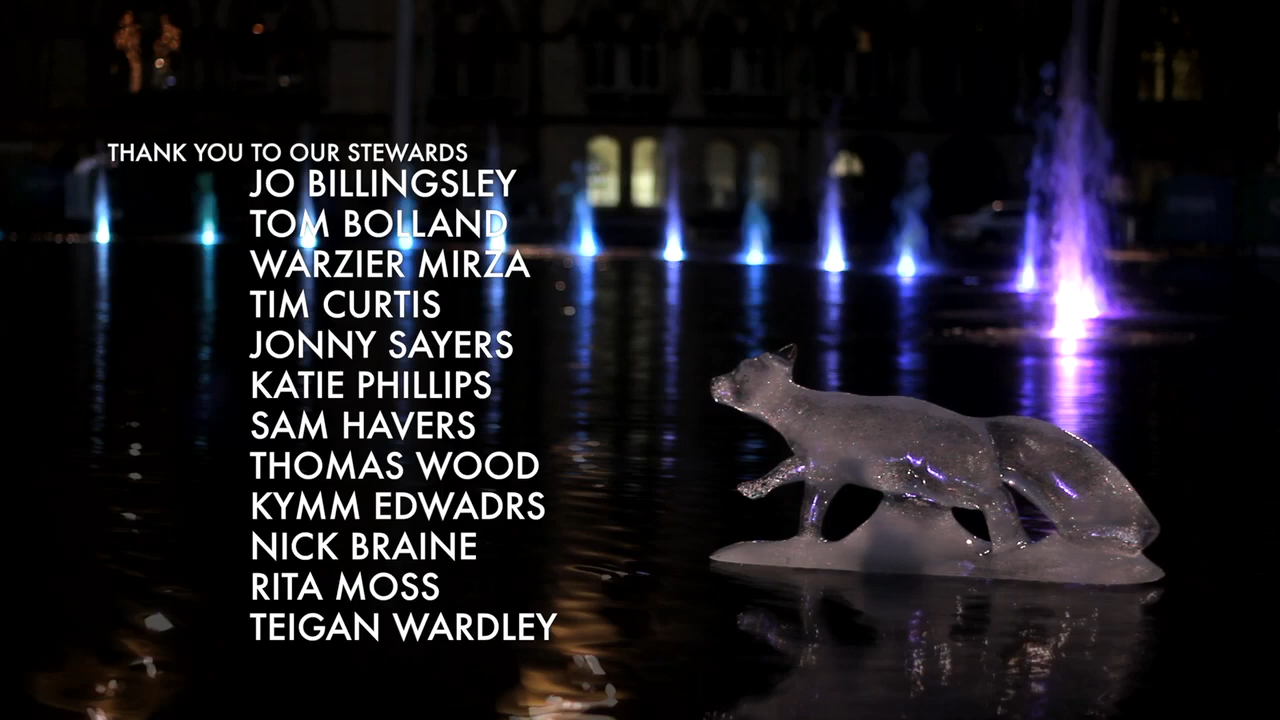 THANK YOU TO OUR STEWARDS
JO BILLINGSLEY
TOM BOLLAND
WARZIER MIRZA
TIM CURTIS
JONNY SAYERS
KATIE PHILLIPS
SAM HAVERS
THOMAS WOOD
KYMM EDWADRS
NICK BRAINE
RITA MOSS
TEIGAN WARDLEY